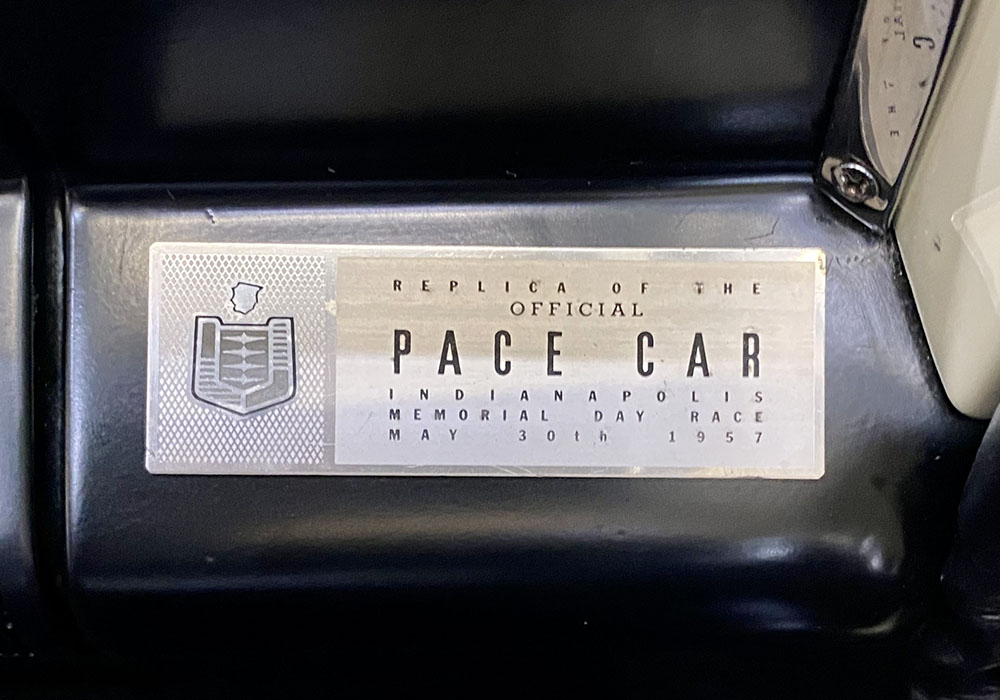 REPLICA OF THE
OFFICIAL
PACE CAR
INDIANAPOLIS
MEMORIAL DAY RACE
MAY 30th 1957